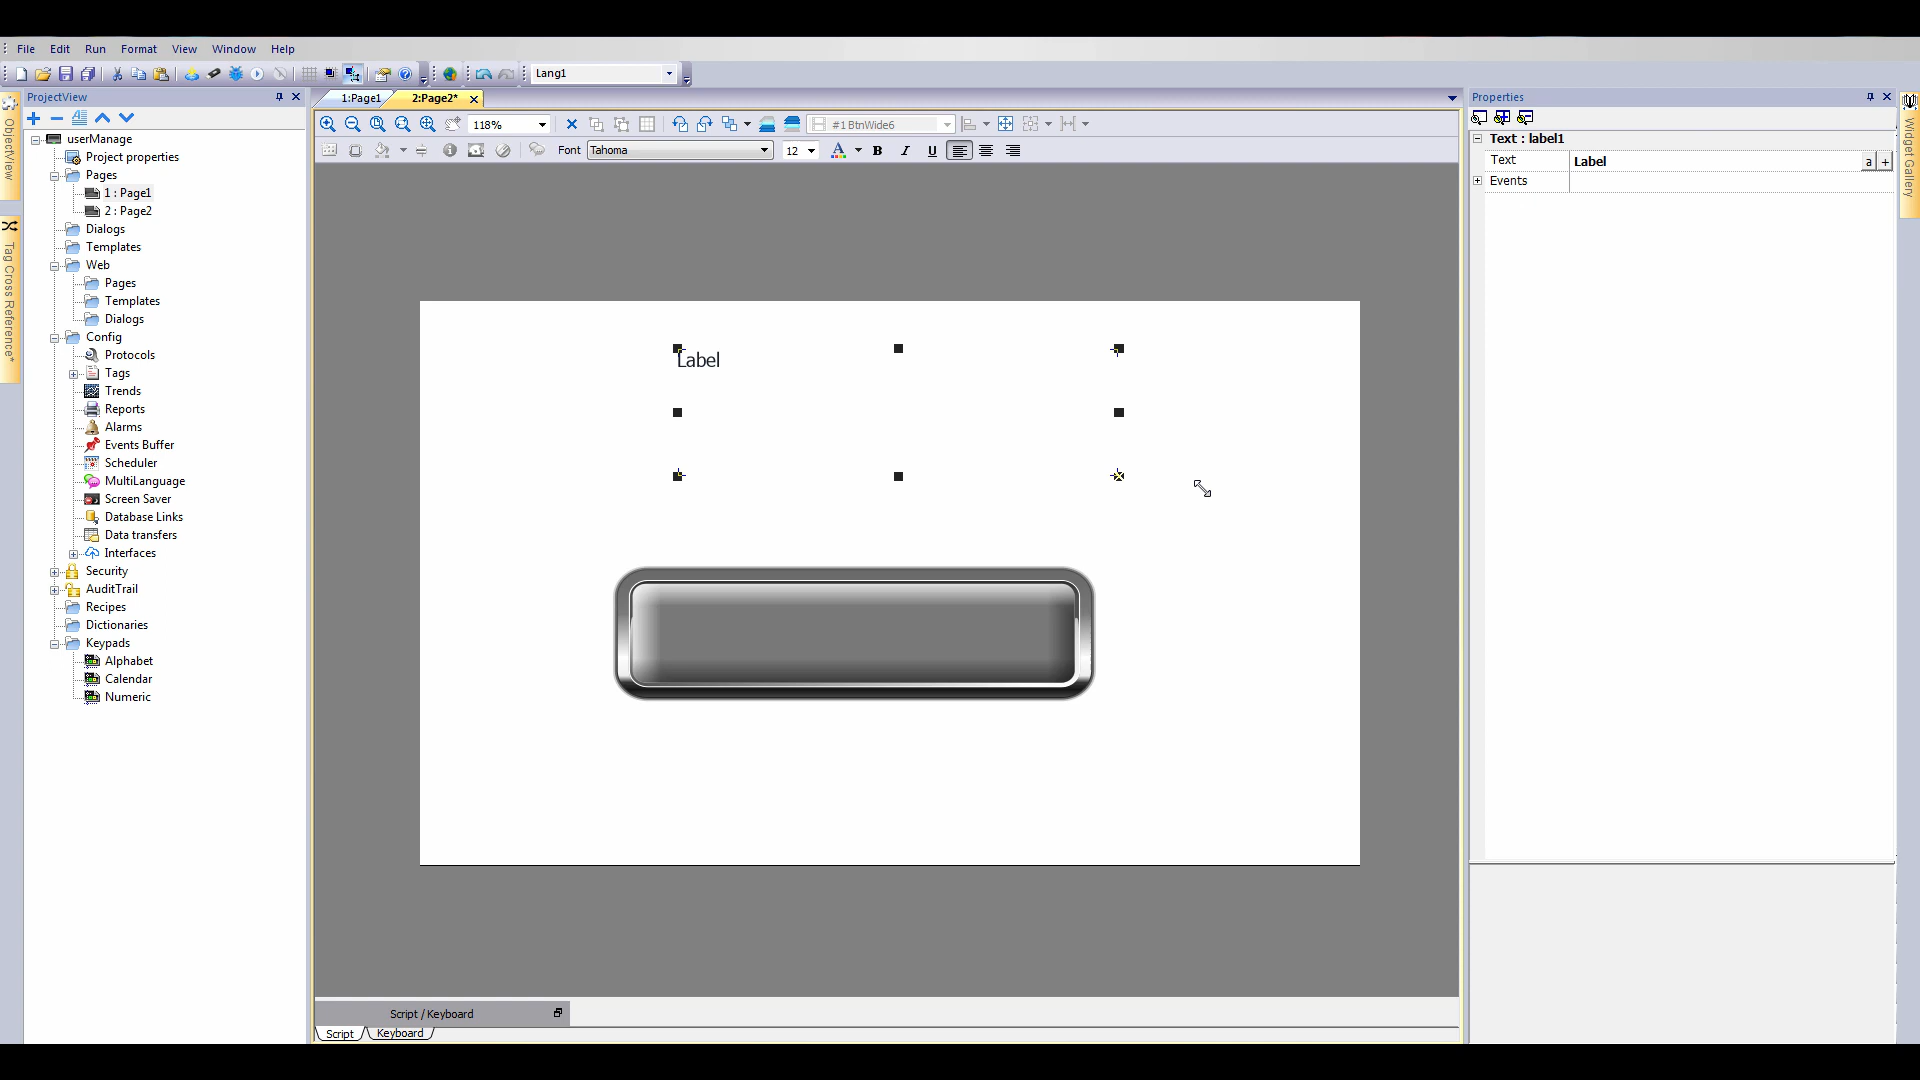 File Edit Run Format View Window Help
Lang1
ProjectView
1:Page1 2:Page2*
Properties
118%
#1 BtnWide6
Font Tahoma 12 A B I U
ObjectView
Tag Cross Reference*
userManage
Project properties
Pages
1 : Page1
2 : Page2
Dialogs
Templates
Web
Pages
Templates
Dialogs
Config
Protocols
Tags
Trends
Reports
Alarms
Events Buffer
Scheduler
MultiLanguage
Screen Saver
Database Links
Data transfers
Interfaces
Security
AuditTrail
Recipes
Dictionaries
Keypads
Alphabet
Calendar
Numeric
Label
Script / Keyboard
Script Keyboard
Text : label1
Text Label a +
Events
Widget Gallery